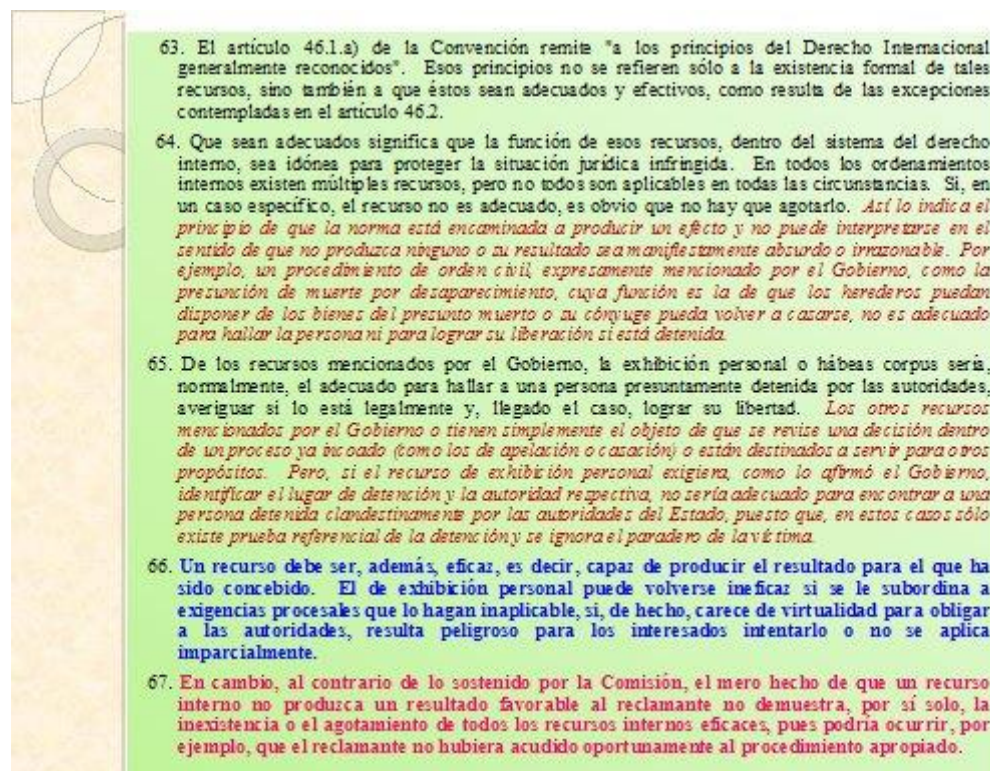 63. El artículo 46.1.a) de la Convención remite "a los principios del Derecho Internacional
generalmente reconocidos". Esos principios no se refieren sólo a la existencia formal de tales
recursos, sino también a que éstos sean adecuados y efectivos, como resulta de las excepciones
contempladas en el artículo 46.2.
64. Que sean adecuados significa que la función de esos recursos, dentro del sistema del derecho
interno, sea idónea para proteger la situación jurídica infringida. En todos los ordenamientos
internos existen múltiples recursos, pero no todos son aplicables en todas las circunstancias. Si, en
un caso específico, el recurso no es adecuado, es obvio que no hay que agotarlo. Así lo indica el
principio de que la norma está encaminada a producir un efecto y no puede interpretarse en el
sentido de que no produzca ninguno o su resultado sea manifiestamente absurdo o irrazonable. Por
ejemplo, un procedimiento de orden civil, expresamente mencionado por el Gobierno, como la
presunción de muerte por desaparecimiento, cuya función es la de que los herederos puedan
disponer de los bienes del presunto muerto o su cónyuge pueda volver a casarse, no es adecuado
para hallar la persona ni para lograr su liberación si está detenida.
65. De los recursos mencionados por el Gobierno, la exhibición personal o hábeas corpus sería,
normalmente, el adecuado para hallar a una persona presuntamente detenida por las autoridades,
averiguar si lo está legalmente y, llegado el caso, lograr su libertad. Los otros recursos
mencionados por el Gobierno o tienen simplemente el objeto de que se revise una decisión dentro
de un proceso ya incoado (como los de apelación o casación) o están destinados a servir para otros
propósitos. Pero, si el recurso de exhibición personal exigiera, como lo afirmó el Gobierno,
identificar el lugar de detención y la autoridad respectiva, no sería adecuado para encontrar a una
persona detenida clandestinamente por las autoridades del Estado, puesto que, en estos casos sólo
existe prueba referencial de la detención y se ignora el paradero de la víctima.
66. Un recurso debe ser, además, eficaz, es decir, capaz de producir el resultado para el que ha
sido concebido. El de exhibición personal puede volverse ineficaz si se le subordina a
exigencias procesales que lo hagan inaplicable, si, de hecho, carece de virtualidad para obligar
a las autoridades, resulta peligroso para los interesados intentarlo o no se aplica
imparcialmente.
67. En cambio, al contrario de lo sostenido por la Comisión, el mero hecho de que un recurso
interno no produzca un resultado favorable al reclamante no demuestra, por sí solo, la
inexistencia o el agotamiento de todos los recursos internos eficaces, pues podría ocurrir, por
ejemplo, que el reclamante no hubiera acudido oportunamente al procedimiento apropiado.